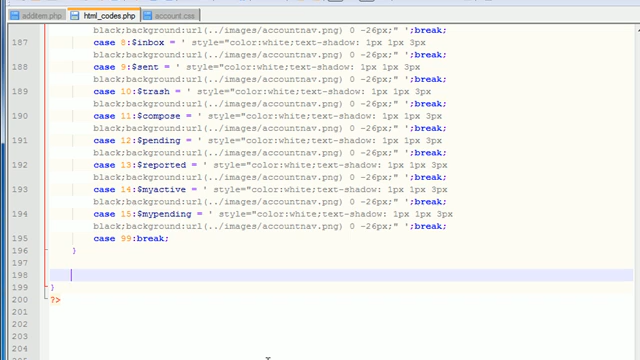 additem.php html_codes.php account.css
black;background:url(../images/accountnav.png) 0 -26px;" ';break;
187 case 8:$inbox = ' style="color:white;text-shadow: 1px 1px 3px
black;background:url(../images/accountnav.png) 0 -26px;" ';break;
188 case 9:$sent = ' style="color:white;text-shadow: 1px 1px 3px
black;background:url(../images/accountnav.png) 0 -26px;" ';break;
189 case 10:$trash = ' style="color:white;text-shadow: 1px 1px 3px
black;background:url(../images/accountnav.png) 0 -26px;" ';break;
190 case 11:$compose = ' style="color:white;text-shadow: 1px 1px 3px
black;background:url(../images/accountnav.png) 0 -26px;" ';break;
191 case 12:$pending = ' style="color:white;text-shadow: 1px 1px 3px
black;background:url(../images/accountnav.png) 0 -26px;" ';break;
192 case 13:$reported = ' style="color:white;text-shadow: 1px 1px 3px
black;background:url(../images/accountnav.png) 0 -26px;" ';break;
193 case 14:$myactive = ' style="color:white;text-shadow: 1px 1px 3px
black;background:url(../images/accountnav.png) 0 -26px;" ';break;
194 case 15:$mypending = ' style="color:white;text-shadow: 1px 1px 3px
black;background:url(../images/accountnav.png) 0 -26px;" ';break;
195 case 99:break;
196 }
197
198
199 }
200 ?>
201
202
203
204